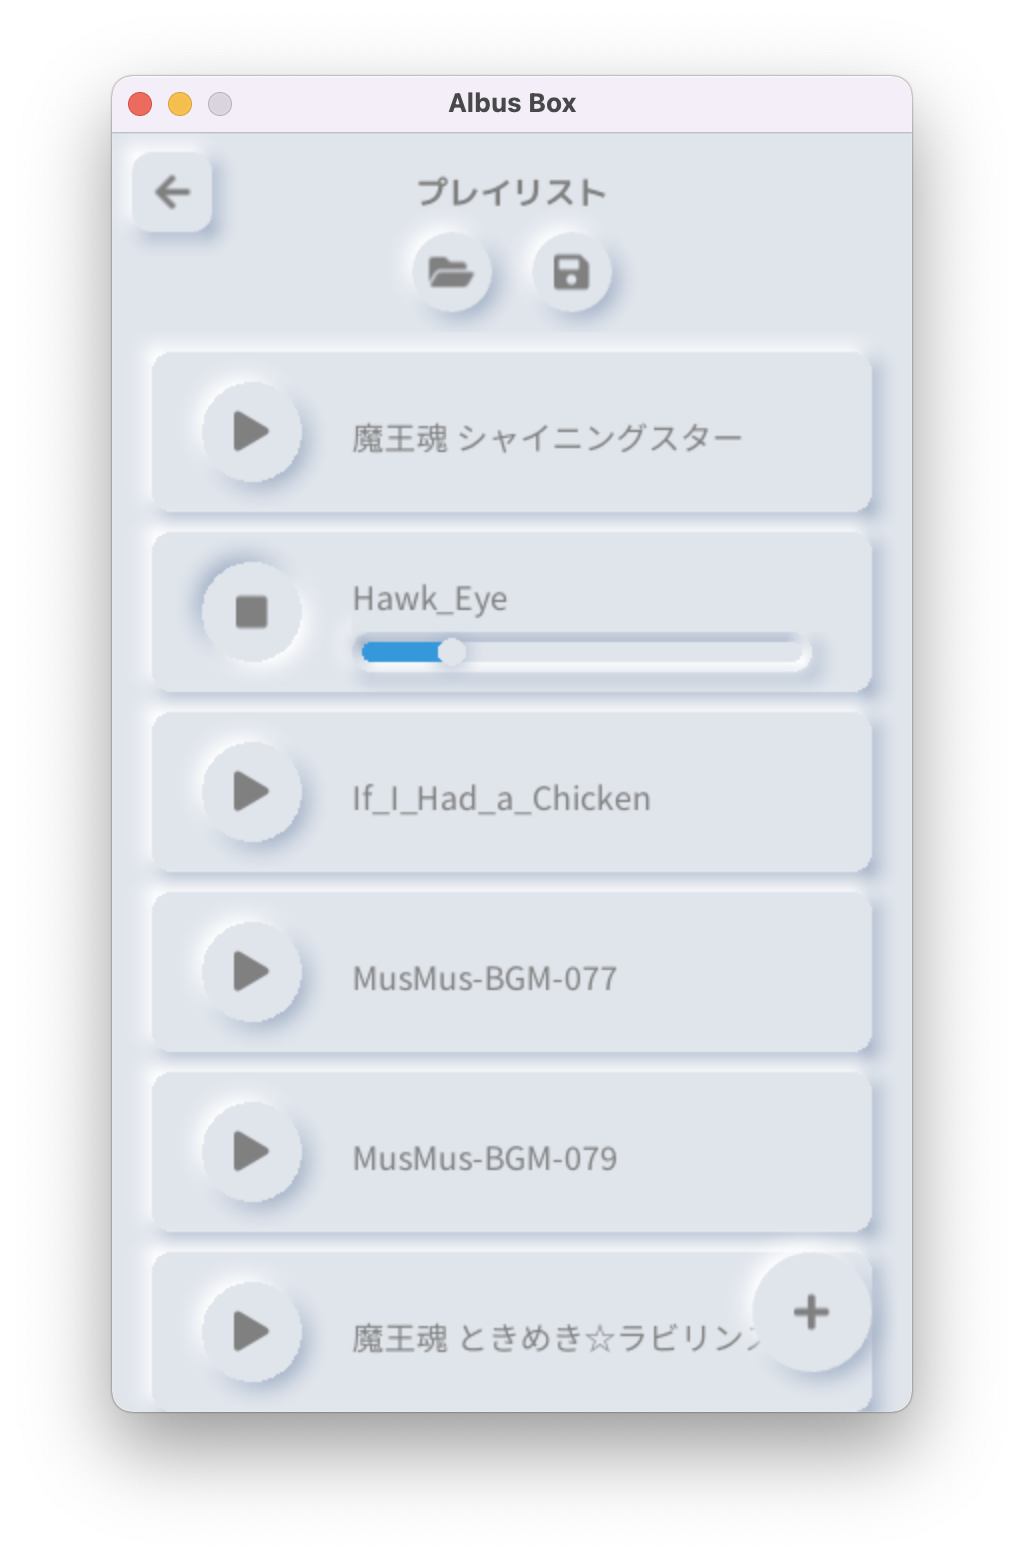 Albus Box
プレイリスト
魔王魂 シャイニングスター
Hawk_Eye
If_I_Had_a_Chicken
MusMus-BGM-077
MusMus-BGM-079
魔王魂 ときめき☆ラビリン